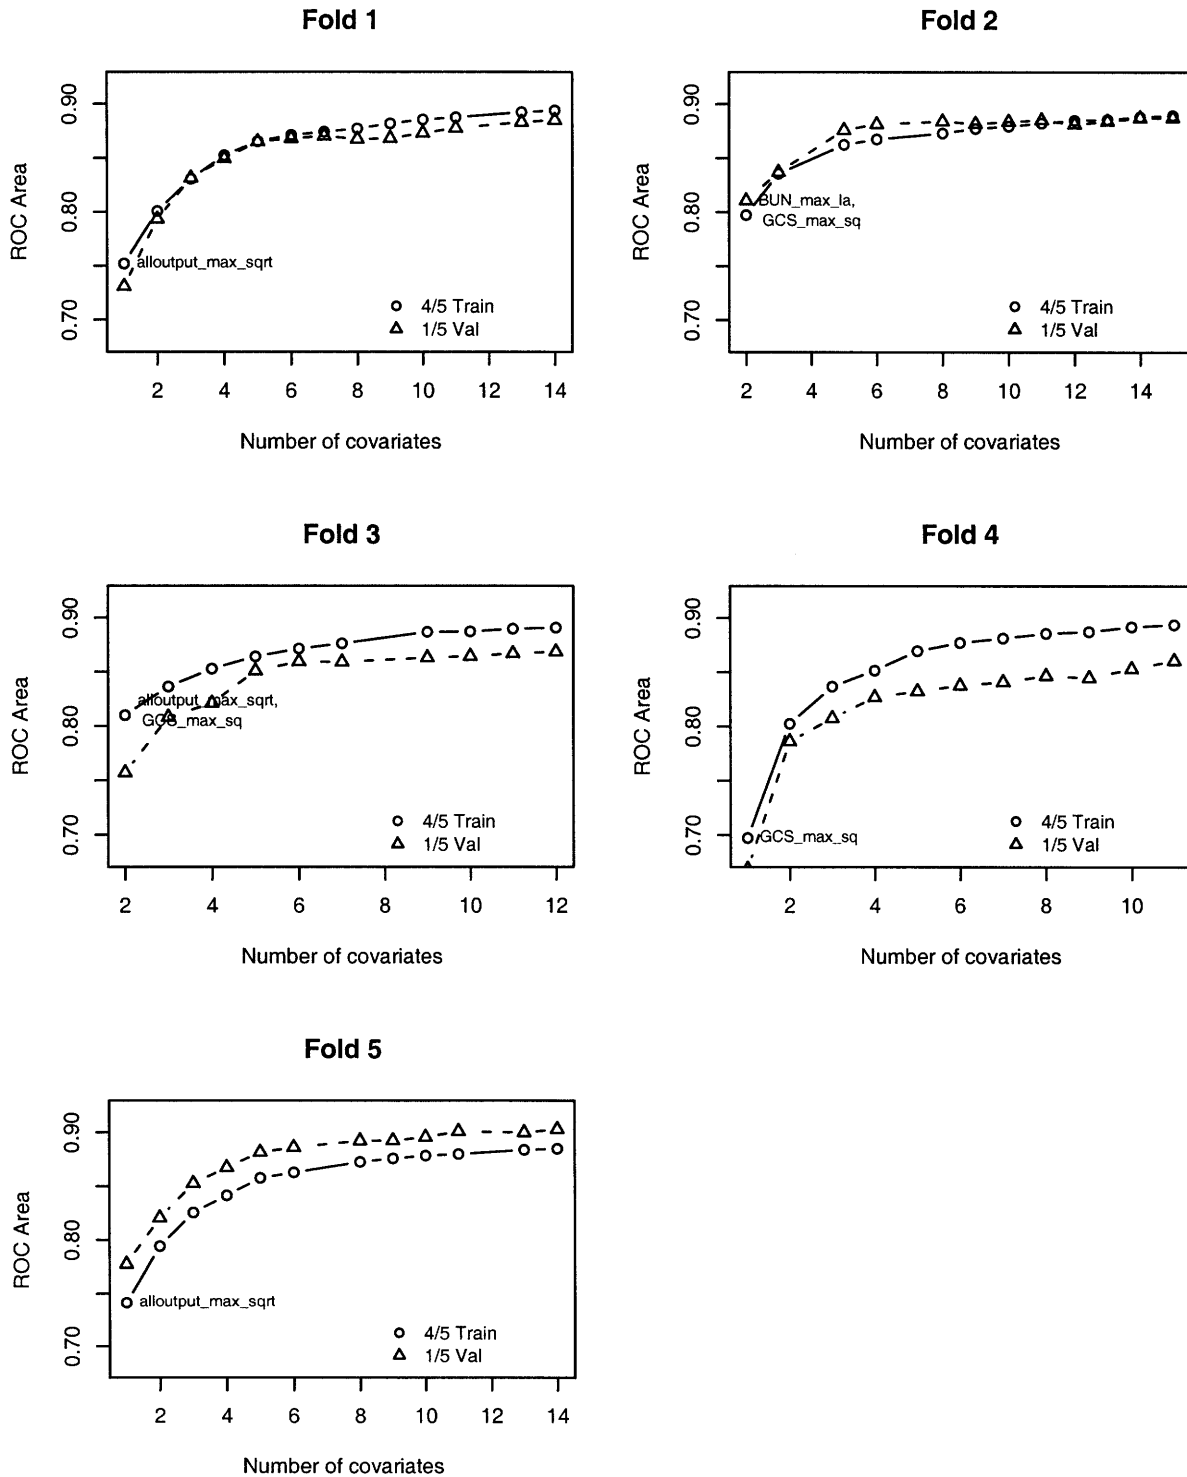 Fold 1
0.90
0.80
0.70
ROC Area
alloutput_max_sqrt
4/5 Train
1/5 Val
2 4 6 8 10 12 14
Number of covariates
Fold 2
0.90
0.80
0.70
ROC Area
BUN_max_la,
GCS_max_sq
4/5 Train
1/5 Val
2 4 6 8 10 12 14
Number of covariates
Fold 3
0.90
0.80
0.70
ROC Area
alloutput_max_sqrt,
GCS_max_sq
4/5 Train
1/5 Val
2 4 6 8 10 12
Number of covariates
Fold 4
0.90
0.80
0.70
ROC Area
GCS_max_sq
4/5 Train
1/5 Val
2 4 6 8 10
Number of covariates
Fold 5
0.90
0.80
0.70
ROC Area
alloutput_max_sqrt
4/5 Train
1/5 Val
2 4 6 8 10 12 14
Number of covariates